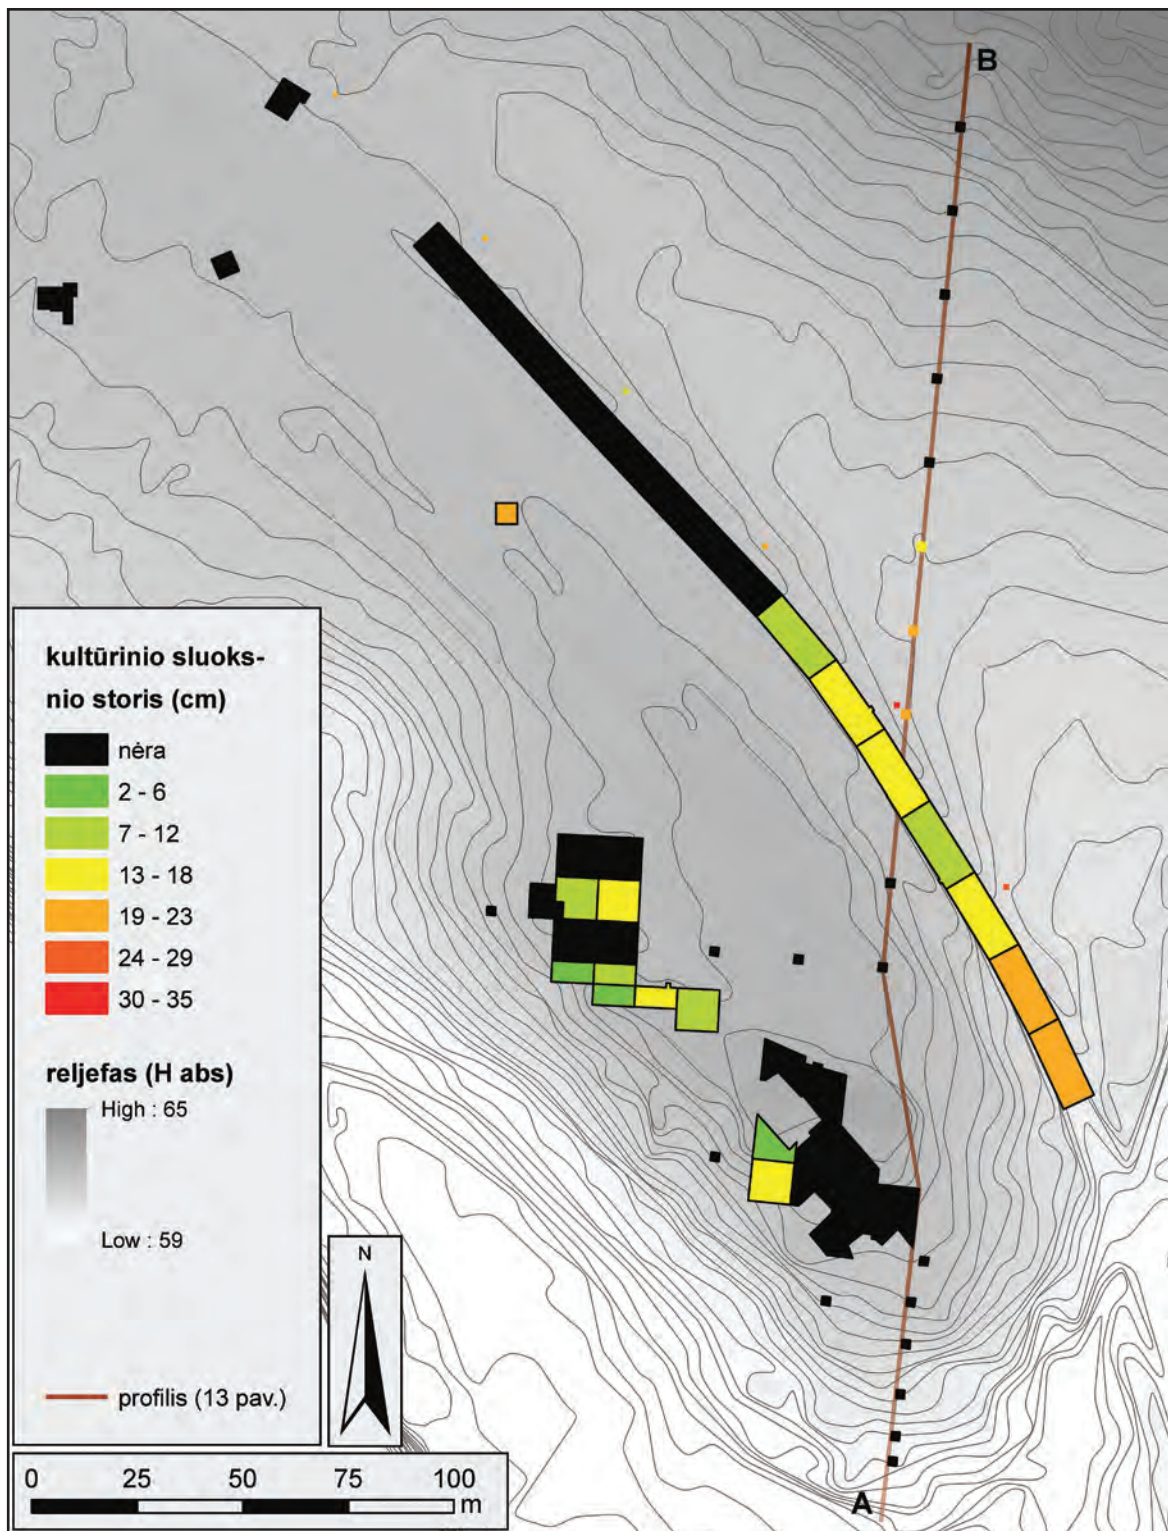 B
kultūrinio sluoks-
nio storis (cm)
nėra
2 - 6
7 - 12
13 - 18
19 - 23
24 - 29
30 - 35
reljefas (H abs)
High : 65
Low : 59
profilis (13 pav.)
N
0 25 50 75 100
m
A